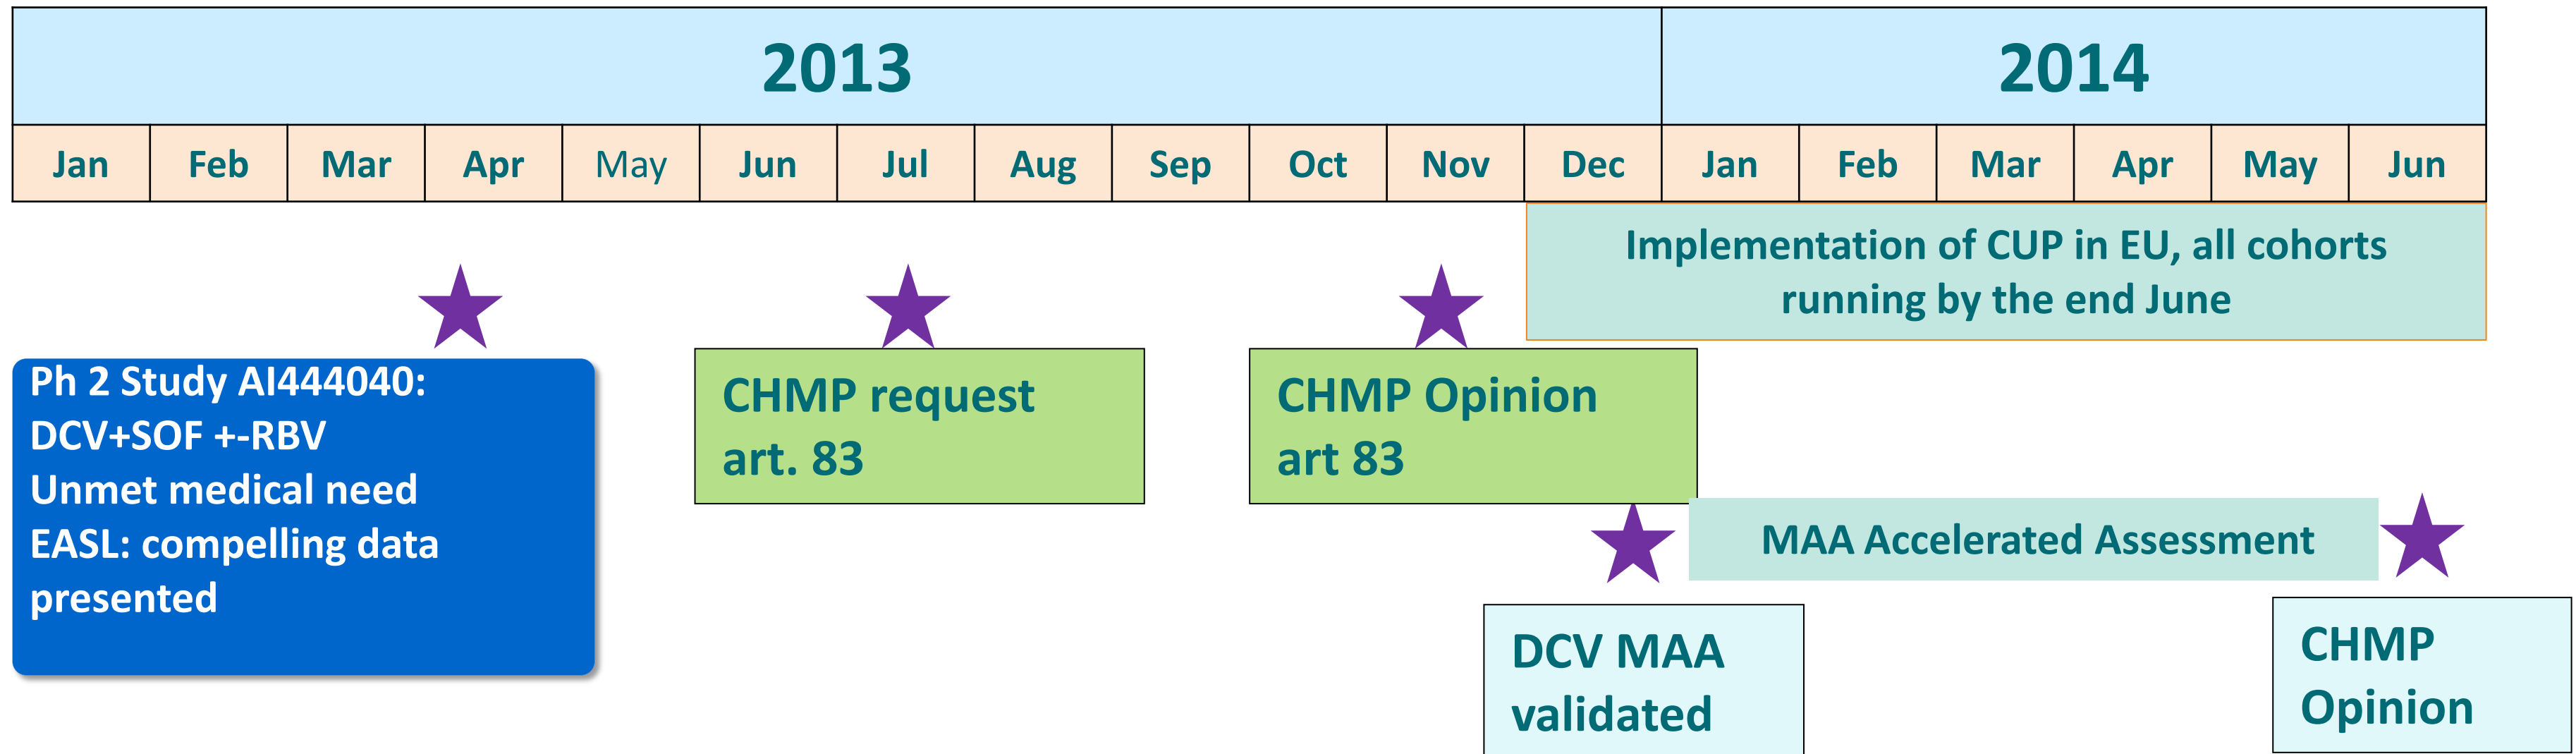 2013 2014
Jan Feb Mar Apr May Jun Jul Aug Sep Oct Nov Dec Jan Feb Mar Apr May Jun
Implementation of CUP in EU, all cohorts
running by the end June
Ph 2 Study AI444040:
DCV+SOF +-RBV
Unmet medical need
EASL: compelling data
presented
CHMP request
art. 83
CHMP Opinion
art 83
MAA Accelerated Assessment
DCV MAA
validated
CHMP
Opinion